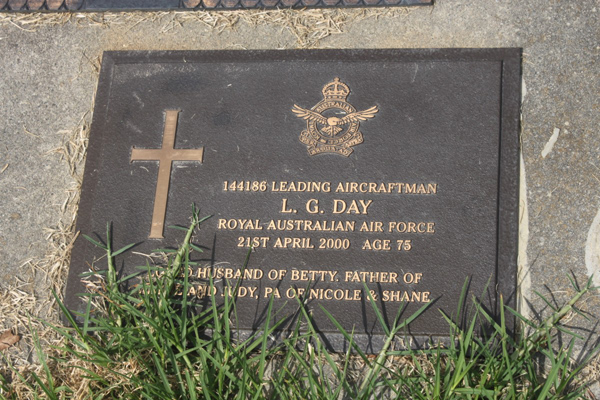 144186 LEADING AIRCRAFTMAN
L. G. DAY
ROYAL AUSTRALIAN AIR FORCE
21ST APRIL 2000 AGE 75
HUSBAND OF BETTY. FATHER OF
AND JUDY, PA OF NICOLE & SHANE